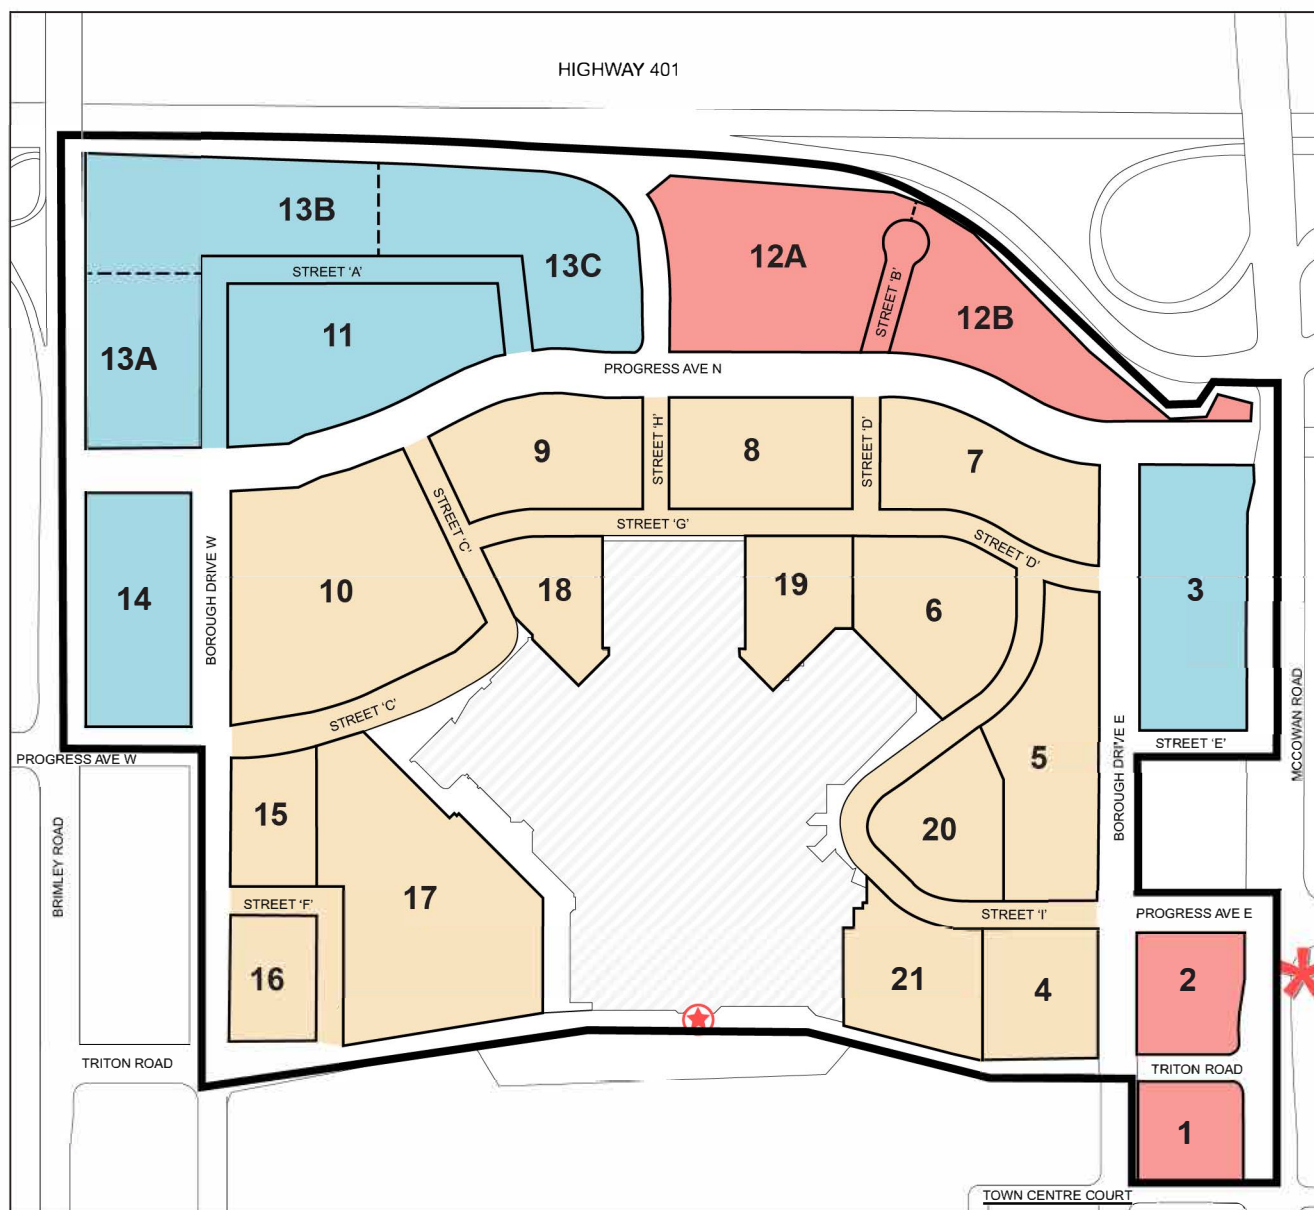 HIGHWAY 401
13B
13C
12A
STREET 'A'
STREET 'B'
12B
11
13A
PROGRESS AVE N
9
STREET 'H'
8
STREET 'D'
7
STREET 'C'
STREET 'G'
STREET 'D'
14
BOROUGH DRIVE W
10
18
19
6
3
STREET 'C'
MCCOWAN ROAD
STREET 'E'
PROGRESS AVE W
5
BOROUGH DRIVE E
15
20
BRIMLEY ROAD
17
STREET 'F'
STREET 'I'
PROGRESS AVE E
16
21
4
2
TRITON ROAD
TRITON ROAD
1
TOWN CENTRE COURT